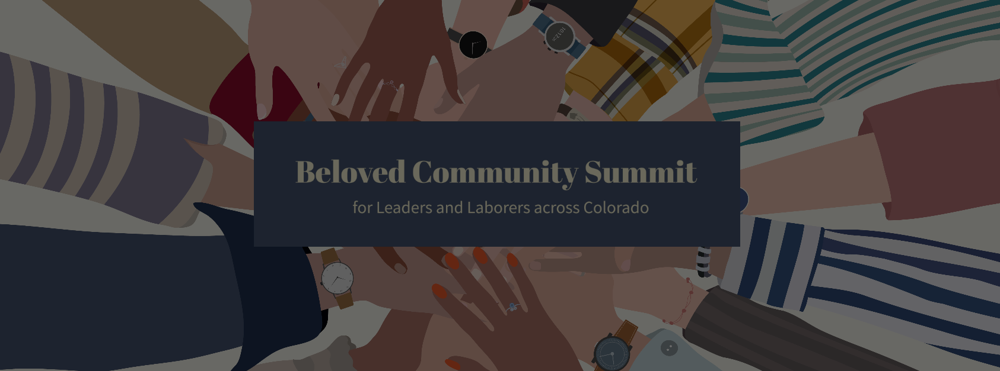 Beloved Community Summit
for Leaders and Laborers across Colorado